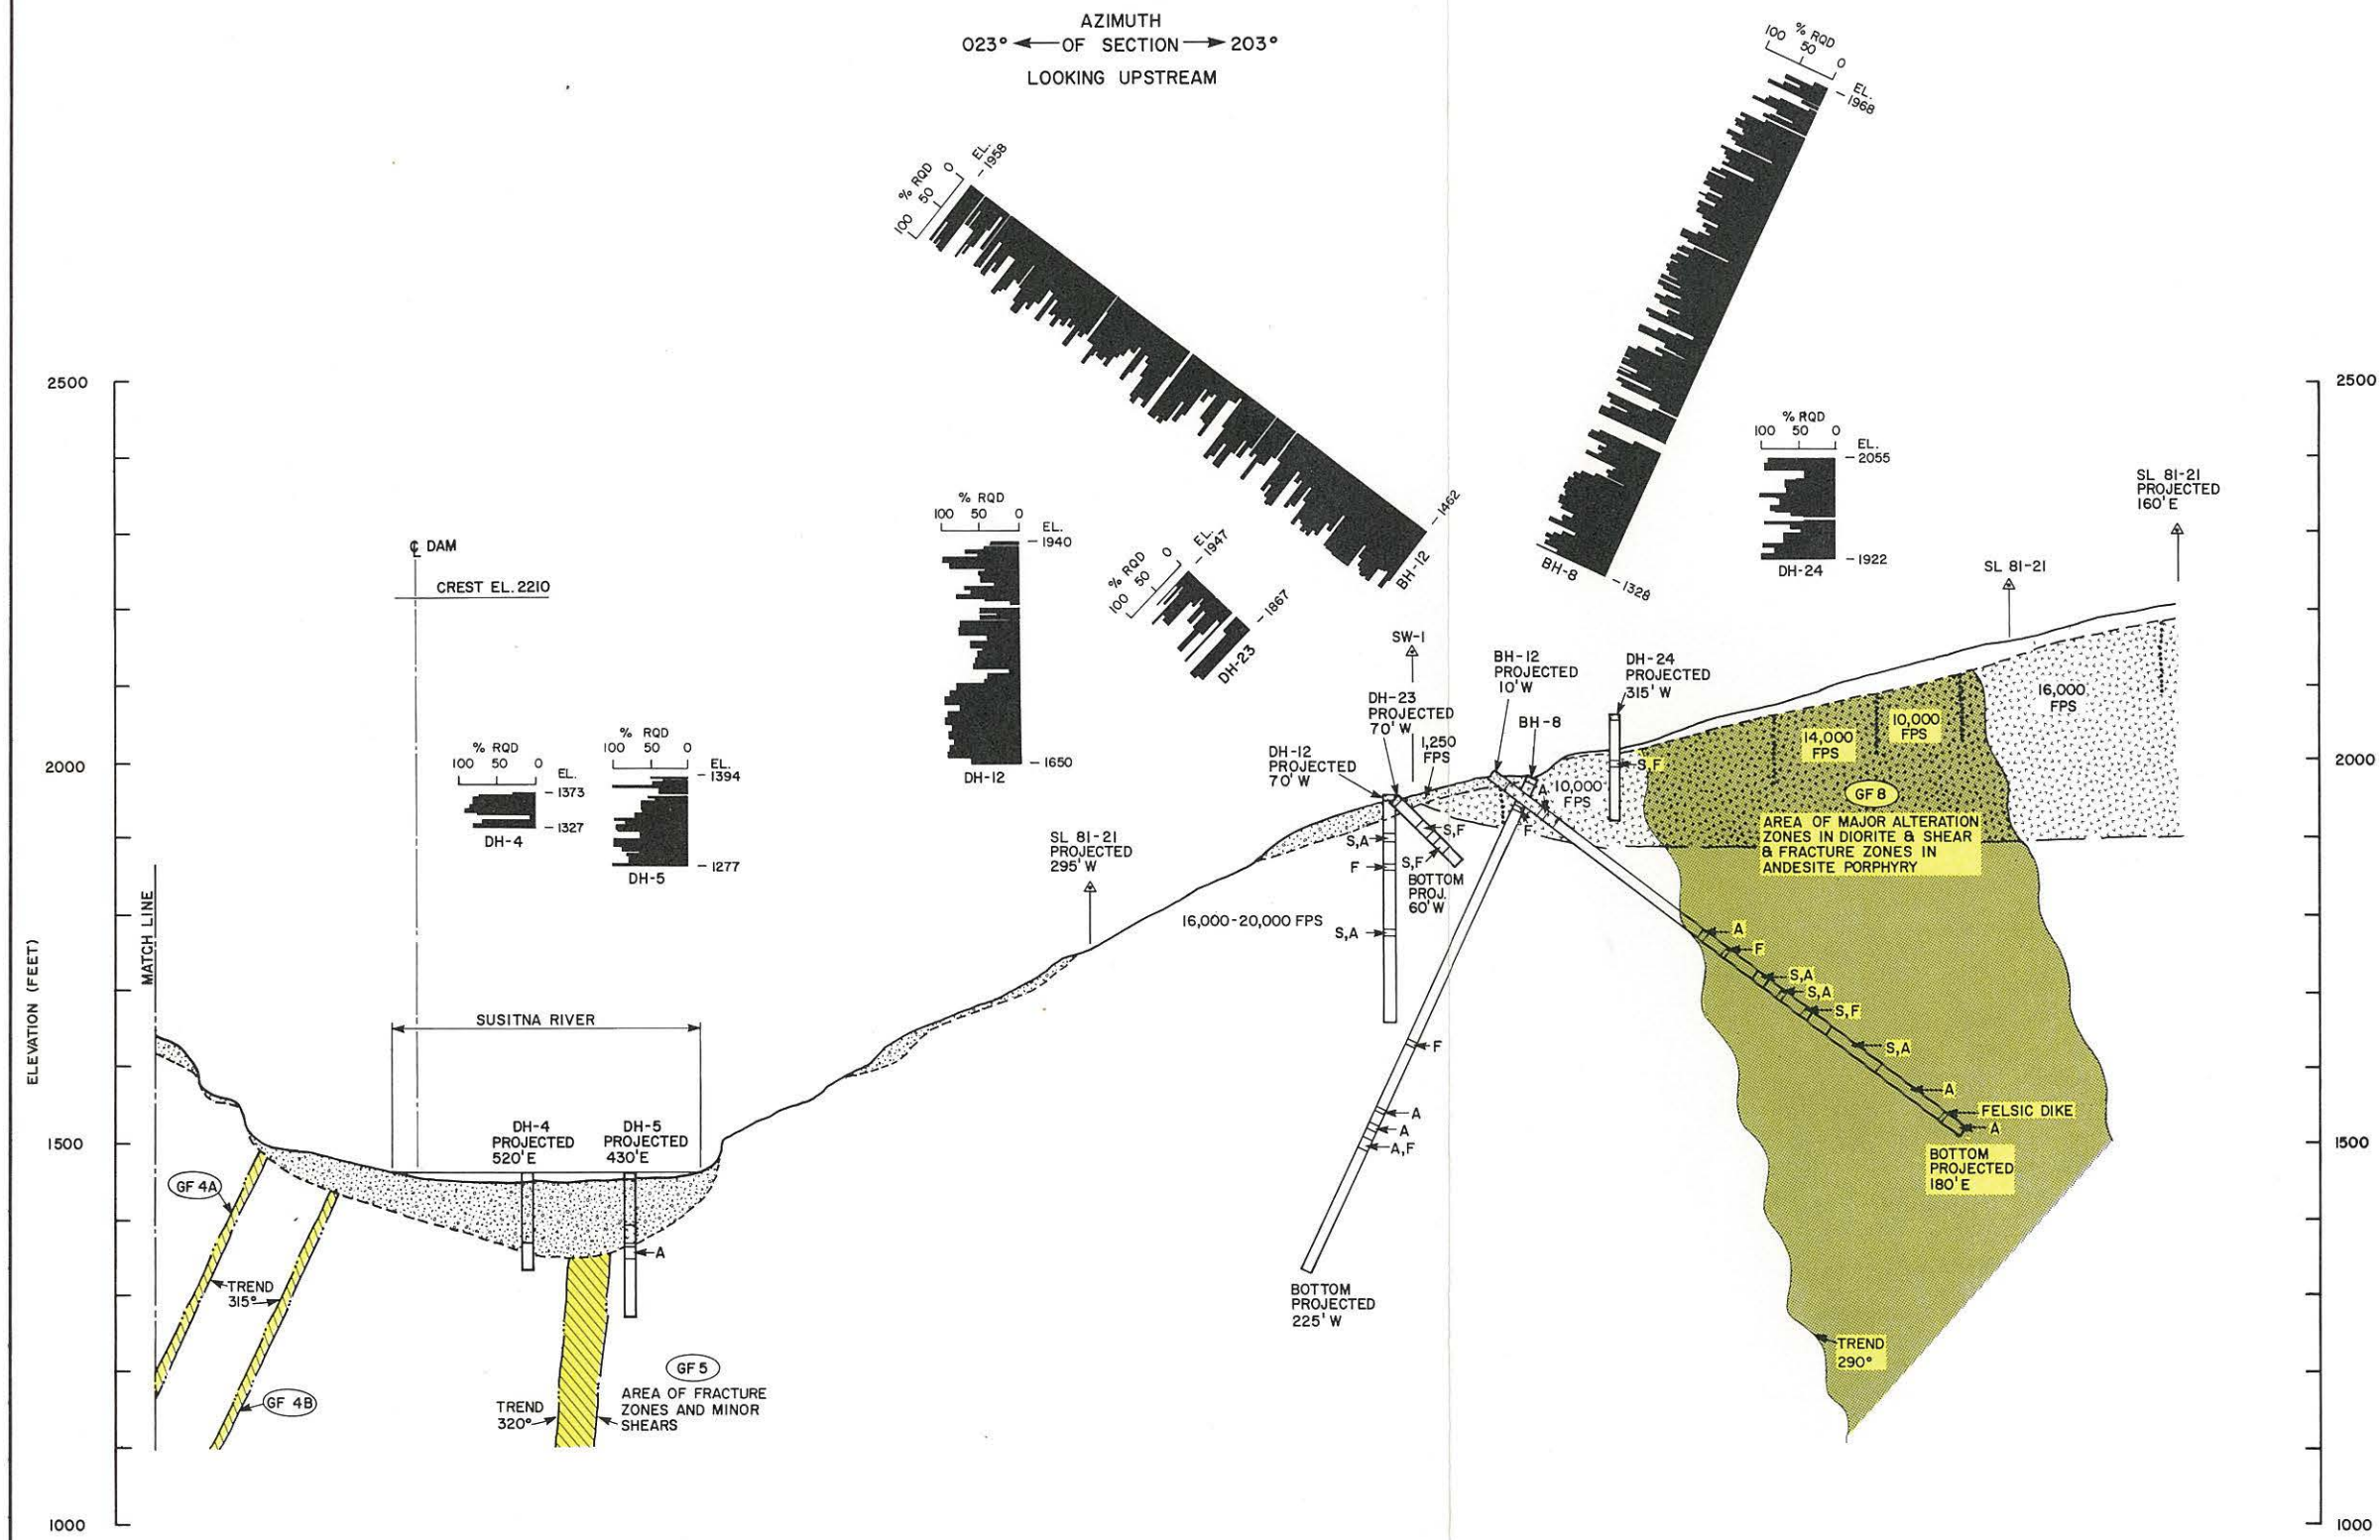 AZIMUTH
023° ← OF SECTION → 203°
LOOKING UPSTREAM
% RQD
100 50 0
EL.
1968
BH-8
1328
% RQD
100 50 0
EL.
1958
1462
BH-12
% RQD
100 50 0
EL.
1940
1650
DH-12
% RQD
100 50 0
EL.
1947
1867
DH-23
% RQD
100 50 0
EL.
2055
1922
DH-24
% RQD
100 50 0
EL.
1373
1327
DH-4
% RQD
100 50 0
EL.
1394
1277
DH-5
ELEVATION (FEET)
2500
2000
1500
1000
2500
2000
1500
1000
MATCH LINE
℄ DAM
CREST EL. 2210
SUSITNA RIVER
DH-4
PROJECTED
520' E
DH-5
PROJECTED
430' E
A
GF 4A
TREND
315°
GF 4B
TREND
320°
GF 5
AREA OF FRACTURE
ZONES AND MINOR
SHEARS
SL 81-21
PROJECTED
295' W
16,000-20,000 FPS
DH-12
PROJECTED
70' W
DH-23
PROJECTED
70' W
SW-1
1,250
FPS
S,A
F
S,A
S,F
S,F
BOTTOM
PROJ.
60' W
BH-12
PROJECTED
10' W
BH-8
A
F
10,000
FPS
DH-24
PROJECTED
315' W
S,F
F
A
A
A,F
BOTTOM
PROJECTED
225' W
SL 81-21
SL 81-21
PROJECTED
160' E
16,000
FPS
14,000
FPS
10,000
FPS
GF 8
AREA OF MAJOR ALTERATION
ZONES IN DIORITE & SHEAR
& FRACTURE ZONES IN
ANDESITE PORPHYRY
A
F
S,A
S,A
S,F
S,A
A
FELSIC DIKE
A
BOTTOM
PROJECTED
180' E
TREND
290°